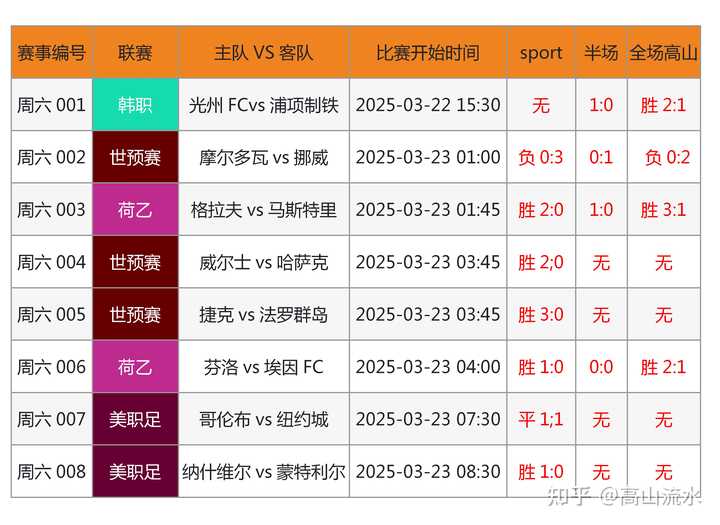 赛事编号 联赛 主队 VS 客队 比赛开始时间 sport 半场 全场高山
周六 001 韩职 光州 FCvs 浦项制铁 2025-03-22 15:30 无 1:0 胜 2:1
周六 002 世预赛 摩尔多瓦 vs 挪威 2025-03-23 01:00 负 0:3 0:1 负 0:2
周六 003 荷乙 格拉夫 vs 马斯特里 2025-03-23 01:45 胜 2:0 1:0 胜 3:1
周六 004 世预赛 威尔士 vs 哈萨克 2025-03-23 03:45 胜 2;0 无 无
周六 005 世预赛 捷克 vs 法罗群岛 2025-03-23 03:45 胜 3:0 无 无
周六 006 荷乙 芬洛 vs 埃因 FC 2025-03-23 04:00 胜 1:0 0:0 胜 2:1
周六 007 美职足 哥伦布 vs 纽约城 2025-03-23 07:30 平 1;1 无 无
周六 008 美职足 纳什维尔 vs 蒙特利尔 2025-03-23 08:30 胜 1:0 无 无
知乎 @高山流水